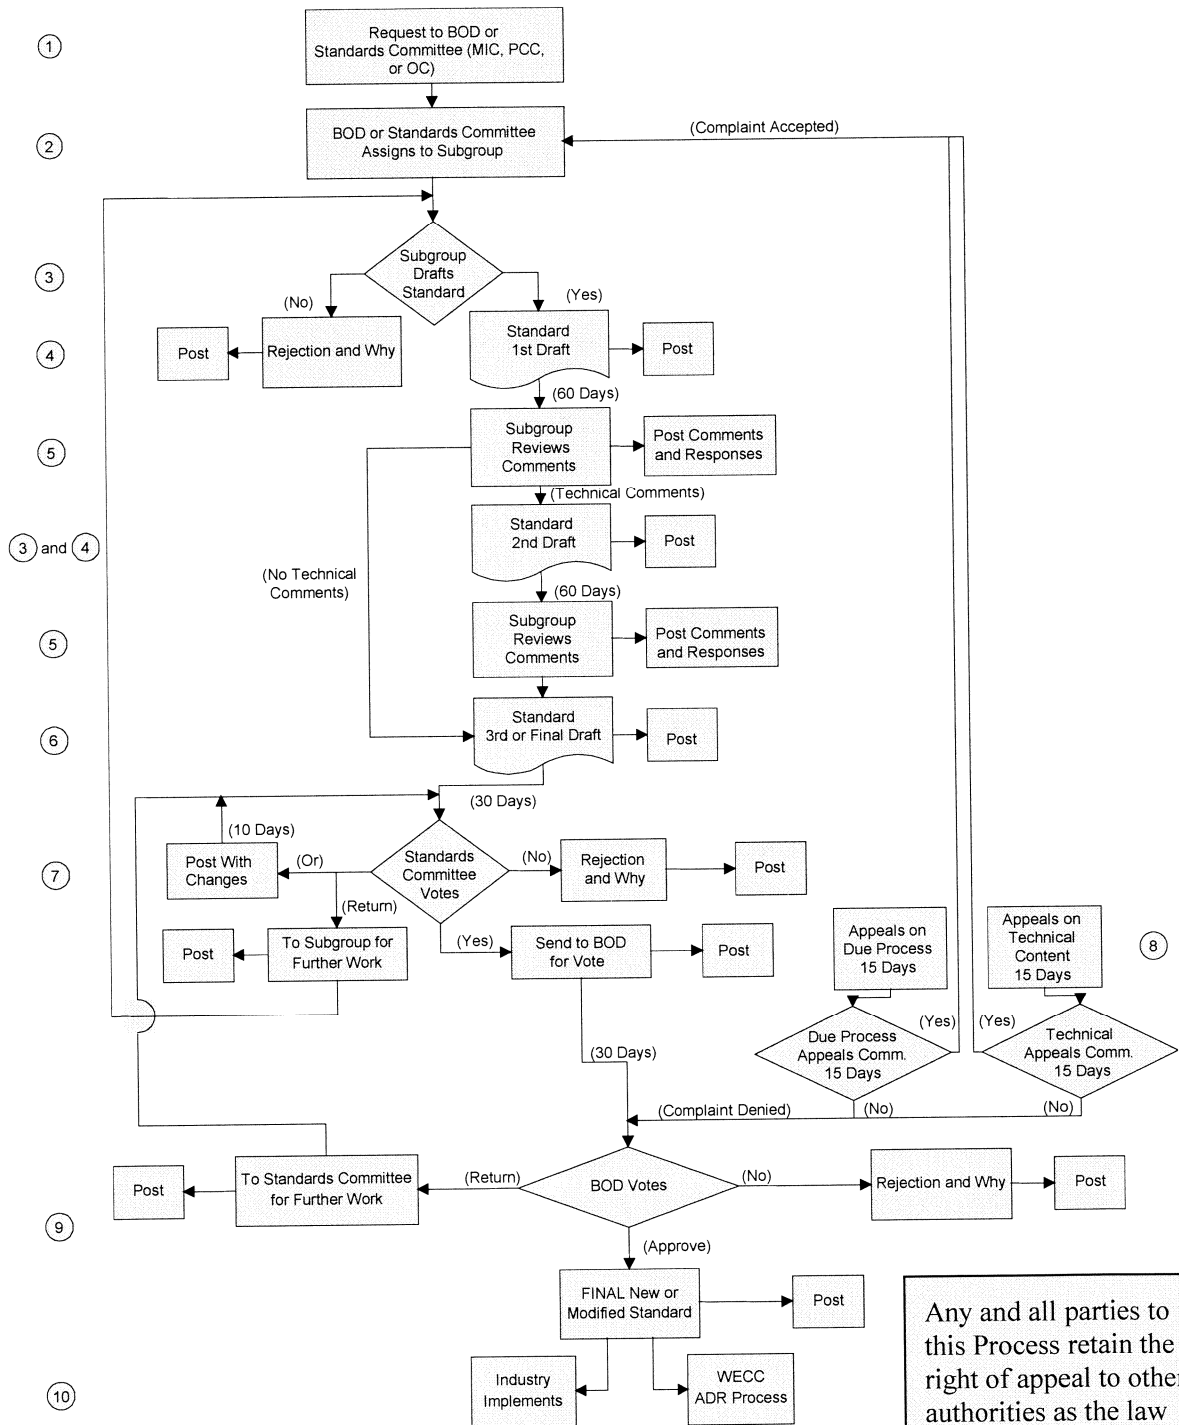 1
Request to BOD or
Standards Committee (MIC, PCC,
or OC)
2
BOD or Standards Committee
Assigns to Subgroup
(Complaint Accepted)
3
Subgroup
Drafts
Standard
(No)
(Yes)
4
Post
Rejection and Why
Standard
1st Draft
Post
(60 Days)
5
Subgroup
Reviews
Comments
Post Comments
and Responses
(Technical Comments)
3 and 4
Standard
2nd Draft
Post
(No Technical
Comments)
(60 Days)
5
Subgroup
Reviews
Comments
Post Comments
and Responses
6
Standard
3rd or Final Draft
Post
(30 Days)
(10 Days)
7
Post With
Changes
(Or)
Standards
Committee
Votes
(No)
Rejection
and Why
Post
(Return)
Post
To Subgroup for
Further Work
(Yes)
Send to BOD
for Vote
Post
Appeals on
Due Process
15 Days
Appeals on
Technical
Content
15 Days
8
(Yes)
(Yes)
Due Process
Appeals Comm.
15 Days
Technical
Appeals Comm.
15 Days
(30 Days)
(Complaint Denied)
(No)
(No)
Post
To Standards Committee
for Further Work
(Return)
BOD Votes
(No)
Rejection and Why
Post
9
(Approve)
FINAL New or
Modified Standard
Post
10
Industry
Implements
WECC
ADR Process
Any and all parties to
this Process retain the
right of appeal to other
authorities as the law